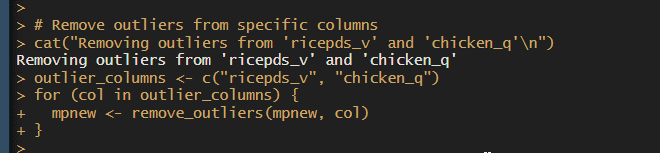 >
> # Remove outliers from specific columns
> cat("Removing outliers from 'ricepds_v' and 'chicken_q'\n")
Removing outliers from 'ricepds_v' and 'chicken_q'
> outlier_columns <- c("ricepds_v", "chicken_q")
> for (col in outlier_columns) {
+   mpnew <- remove_outliers(mpnew, col)
+ }
>